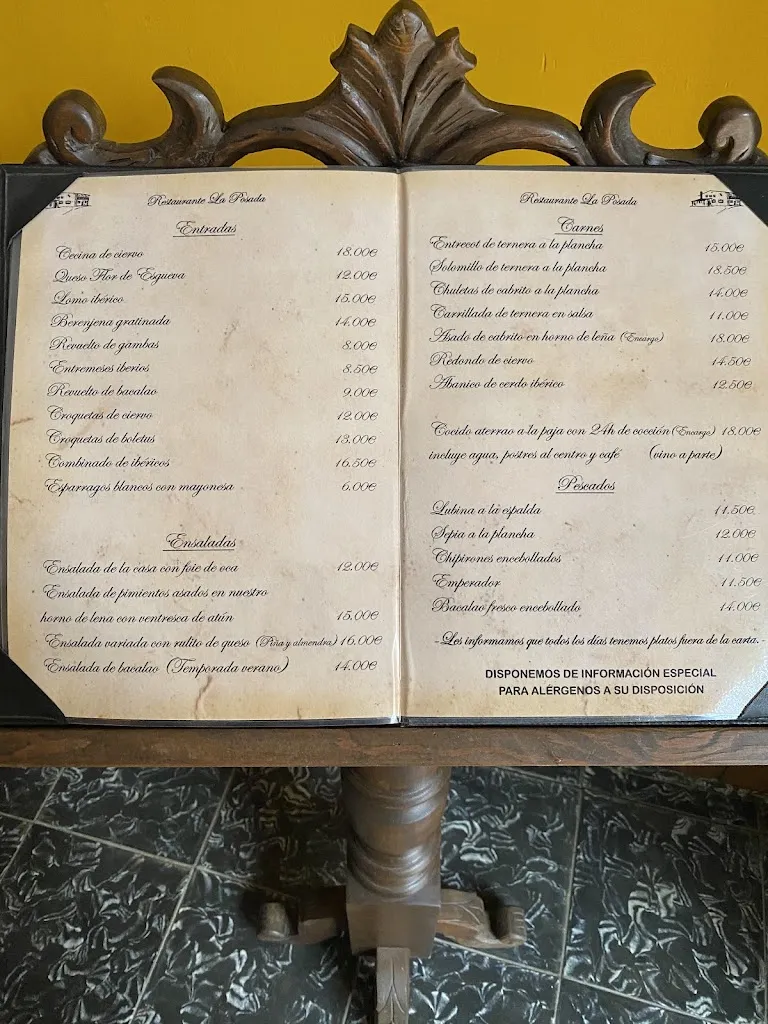 Restaurante La Posada
Entradas
Cecina de ciervo 18.00€
Queso Flor de Esgueva 12.00€
Lomo ibérico 15.00€
Berenjena gratinada 14.00€
Revuelto de gambas 8.00€
Entremeses iberios 8.50€
Revuelto de bacalao 9.00€
Croquetas de ciervo 12.00€
Croquetas de boletus 13.00€
Combinado de ibéricos 16.50€
Esparragos blancos con mayonesa 6.00€
Ensaladas
Ensalada de la casa con foie de oca 12.00€
Ensalada de pimientos asados en nuestro
horno de lena con ventresca de atún 15.00€
Ensalada variada con rulito de queso (Piña y almendra) 16.00€
Ensalada de bacalao (Temporada verano) 14.00€
Restaurante La Posada
Carnes
Entrecot de ternera a la plancha 15.00€
Solomillo de ternera a la plancha 18.50€
Chuletas de cabrito a la plancha 14.00€
Carrillada de ternera en salsa 11.00€
Asado de cabrito en horno de leña (Encargo) 18.00€
Redondo de ciervo 14.50€
Abanico de cerdo ibérico 12.50€
Cocido aterrao a la paja con 24h de cocción (Encargo) 18.00€
incluye agua, postres al centro y café (vino a parte)
Pescados
Lubina a la espalda 11.50€
Sepia a la plancha 12.00€
Chipirones encebollados 11.00€
Emperador 11.50€
Bacalao fresco encebollado 14.00€
-Les informamos que todos los días tenemos platos fuera de la carta.-
DISPONEMOS DE INFORMACIÓN ESPECIAL
PARA ALÉRGENOS A SU DISPOSICIÓN